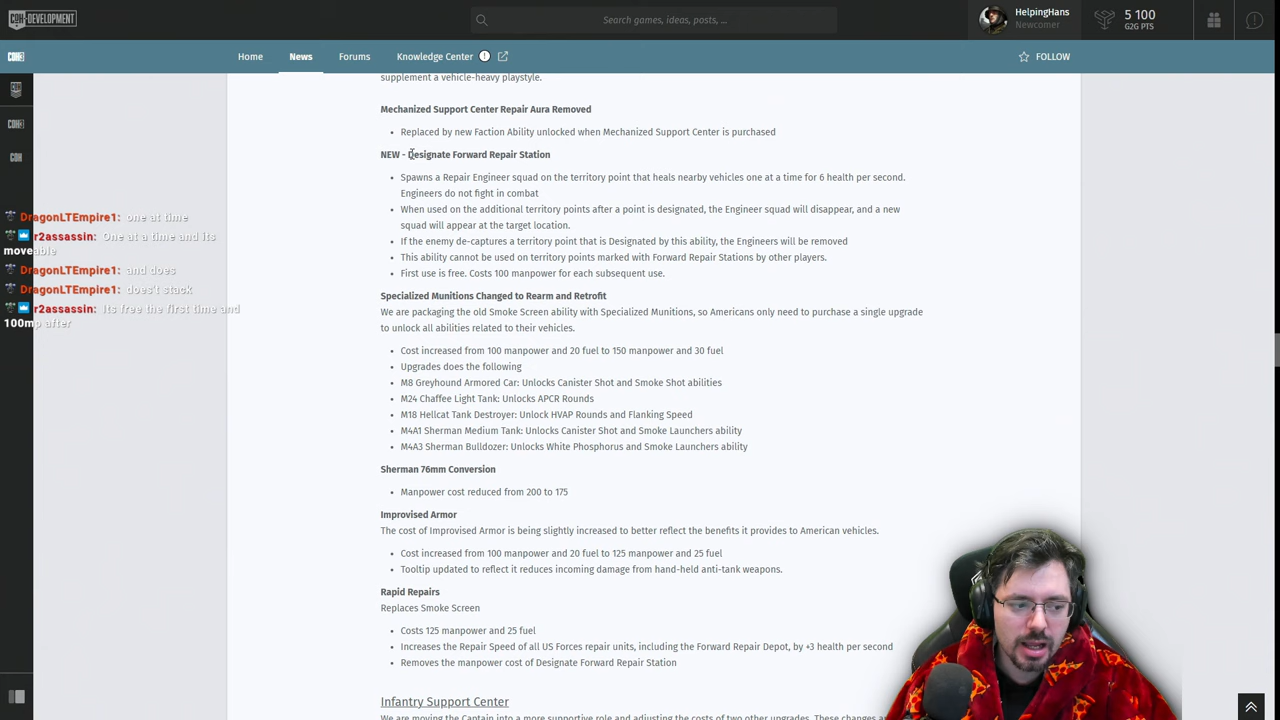 COH-DEVELOPMENT
Search games, ideas, posts, ...
HelpingHans
Newcomer
5 100
G2G PTS
COH3
Home
News
Forums
Knowledge Center
FOLLOW
supplement a vehicle-heavy playstyle.
Mechanized Support Center Repair Aura Removed
• Replaced by new Faction Ability unlocked when Mechanized Support Center is purchased
NEW - Designate Forward Repair Station
• Spawns a Repair Engineer squad on the territory point that heals nearby vehicles one at a time for 6 health per second.
Engineers do not fight in combat
• When used on the additional territory points after a point is designated, the Engineer squad will disappear, and a new
squad will appear at the target location.
• If the enemy de-captures a territory point that is Designated by this ability, the Engineers will be removed
• This ability cannot be used on territory points marked with Forward Repair Stations by other players.
• First use is free. Costs 100 manpower for each subsequent use.
Specialized Munitions Changed to Rearm and Retrofit
We are packaging the old Smoke Screen ability with Specialized Munitions, so Americans only need to purchase a single upgrade
to unlock all abilities related to their vehicles.
• Cost increased from 100 manpower and 20 fuel to 150 manpower and 30 fuel
• Upgrades does the following
• M8 Greyhound Armored Car: Unlocks Canister Shot and Smoke Shot abilities
• M24 Chaffee Light Tank: Unlocks APCR Rounds
• M18 Hellcat Tank Destroyer: Unlock HVAP Rounds and Flanking Speed
• M4A1 Sherman Medium Tank: Unlocks Canister Shot and Smoke Launchers ability
• M4A3 Sherman Bulldozer: Unlocks White Phosphorus and Smoke Launchers ability
Sherman 76mm Conversion
• Manpower cost reduced from 200 to 175
Improvised Armor
The cost of Improvised Armor is being slightly increased to better reflect the benefits it provides to American vehicles.
• Cost increased from 100 manpower and 20 fuel to 125 manpower and 25 fuel
• Tooltip updated to reflect it reduces incoming damage from hand-held anti-tank weapons.
Rapid Repairs
Replaces Smoke Screen
• Costs 125 manpower and 25 fuel
• Increases the Repair Speed of all US Forces repair units, including the Forward Repair Depot, by +3 health per second
• Removes the manpower cost of Designate Forward Repair Station
Infantry Support Center
We are moving the Captain into a more supportive role and adjusting the costs of two other upgrades. These changes
DragonLTEmpire1: one at time
r2assassin: One at a time and its
moveable
DragonLTEmpire1: and does
DragonLTEmpire1: does't stack
r2assassin: Its free the first time and
100mp after